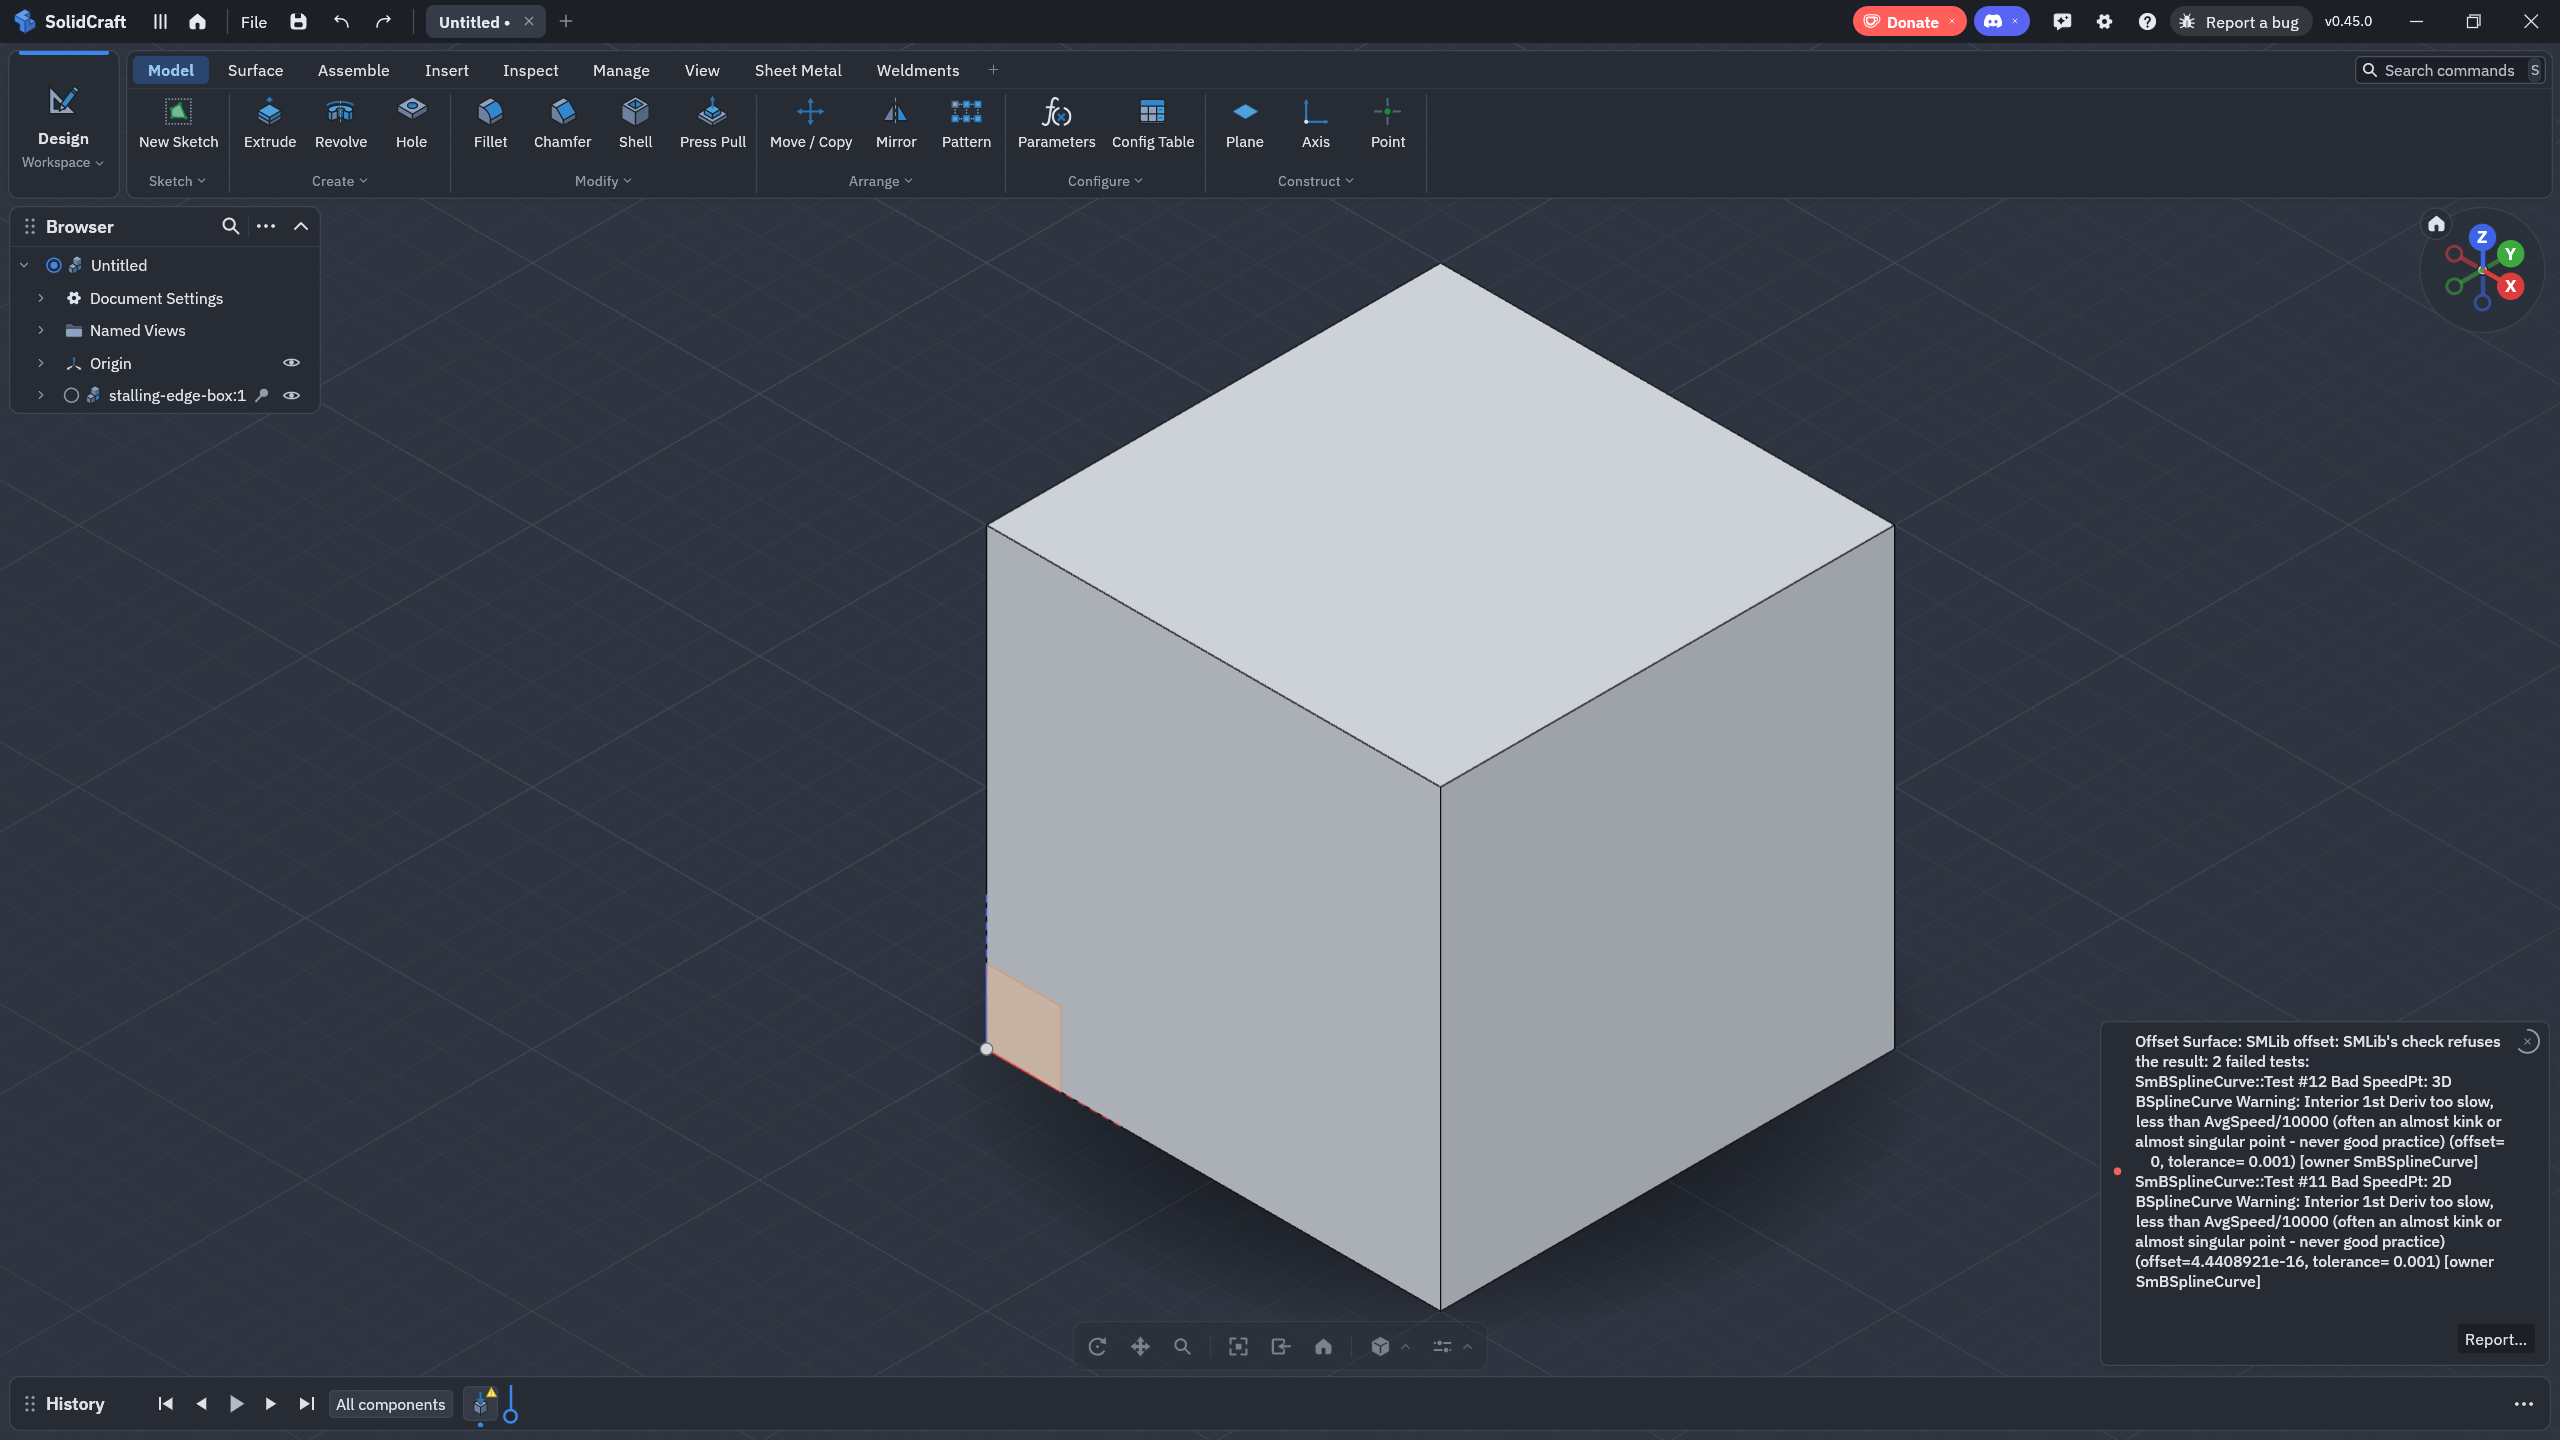 SolidCraft
File
Untitled •
Donate
Report a bug
v0.45.0
Design
Workspace
Model
Surface
Assemble
Insert
Inspect
Manage
View
Sheet Metal
Weldments
Search commands
S
New Sketch
Extrude
Revolve
Hole
Fillet
Chamfer
Shell
Press Pull
Move / Copy
Mirror
Pattern
Parameters
Config Table
Plane
Axis
Point
Sketch
Create
Modify
Arrange
Configure
Construct
Browser
Untitled
Document Settings
Named Views
Origin
stalling-edge-box:1
Z
Y
X
Offset Surface: SMLib offset: SMLib's check refuses
the result: 2 failed tests:
SmBSplineCurve::Test #12 Bad SpeedPt: 3D
BSplineCurve Warning: Interior 1st Deriv too slow,
less than AvgSpeed/10000 (often an almost kink or
almost singular point - never good practice) (offset=
0, tolerance= 0.001) [owner SmBSplineCurve]
SmBSplineCurve::Test #11 Bad SpeedPt: 2D
BSplineCurve Warning: Interior 1st Deriv too slow,
less than AvgSpeed/10000 (often an almost kink or
almost singular point - never good practice)
(offset=4.4408921e-16, tolerance= 0.001) [owner
SmBSplineCurve]
Report...
History
All components